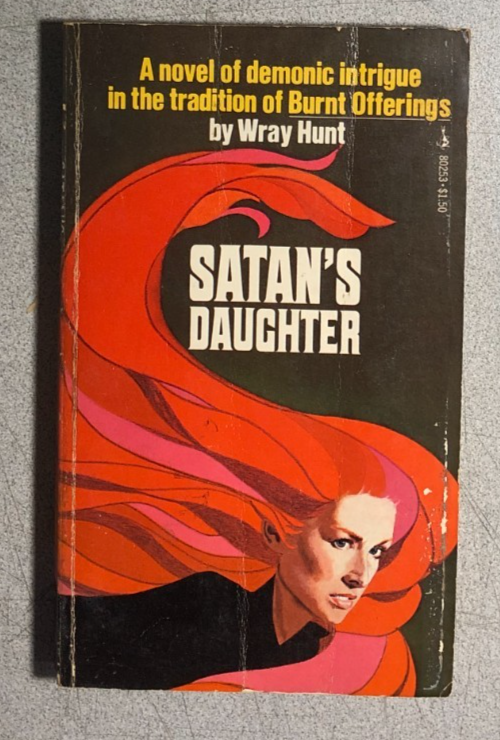 A novel of demonic intrigue
in the tradition of Burnt Offerings
by Wray Hunt
80253 • $1.50
SATAN'S
DAUGHTER